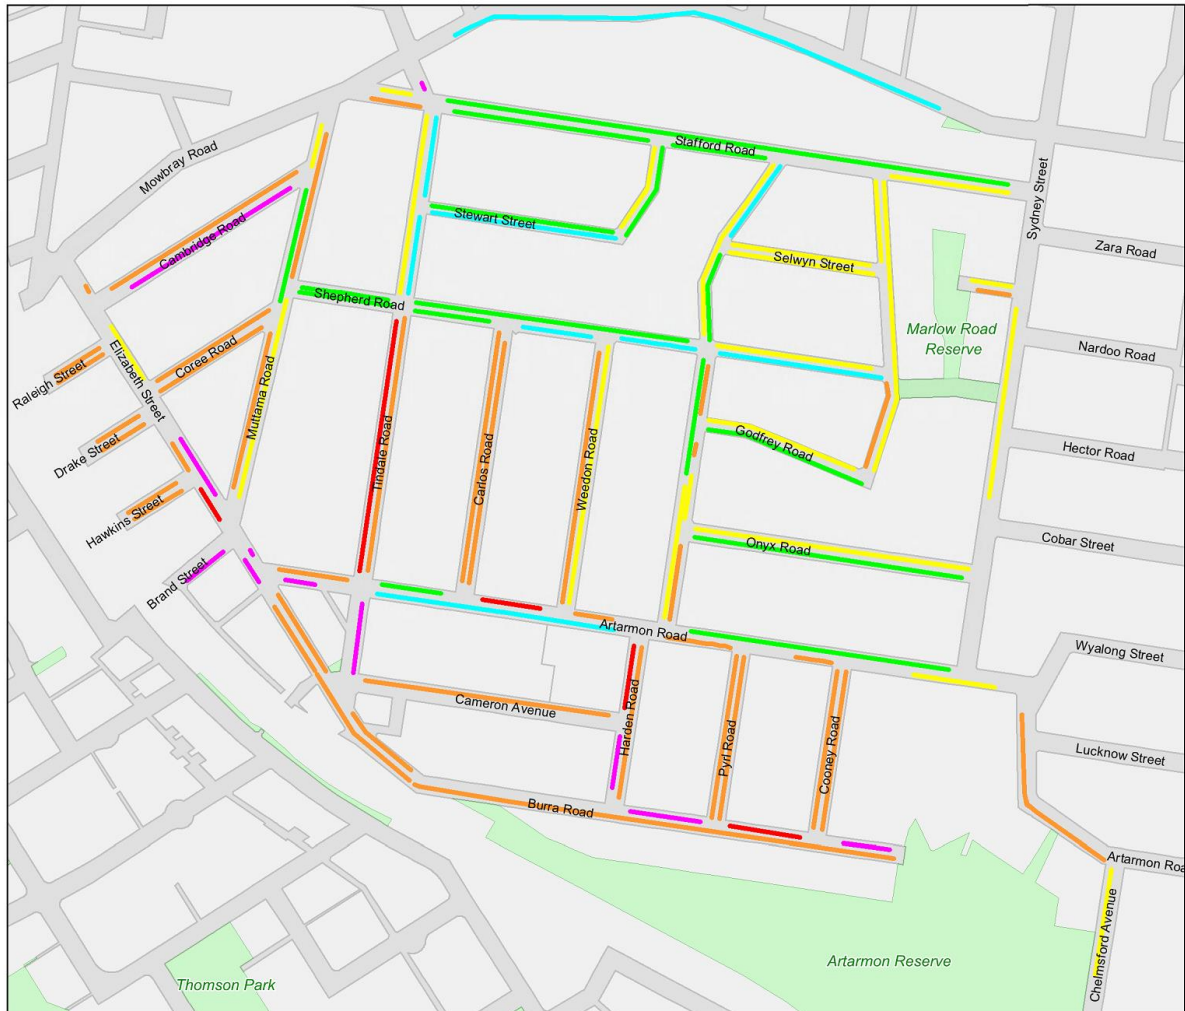 Stafford Road
Mowbray Road
Sydney Street
Cambridge Road
Stewart Street
Zara Road
Selwyn Street
Shepherd Road
Marlow Road
Reserve
Nardoo Road
Coree Road
Elizabeth Street
Raleigh Street
Muttama Road
Drake Street
Tindale Road
Carlos Road
Weedon Road
Godfrey Road
Hector Road
Hawkins Street
Onyx Road
Cobar Street
Brand Street
Artarmon Road
Wyalong Street
Cameron Avenue
Harden Road
Pyrl Road
Cooney Road
Lucknow Street
Burra Road
Artarmon Roa
Chelmsford Avenue
Artarmon Reserve
Thomson Park